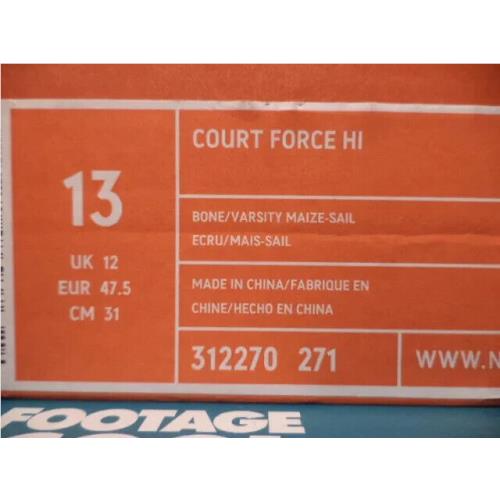 13
UK 12
EUR 47.5
CM 31
COURT FORCE HI
BONE/VARSITY MAIZE-SAIL
ECRU/MAIS-SAIL
MADE IN CHINA/FABRIQUE EN
CHINE/HECHO EN CHINA
312270 271
WWW.N
FOOTAGE